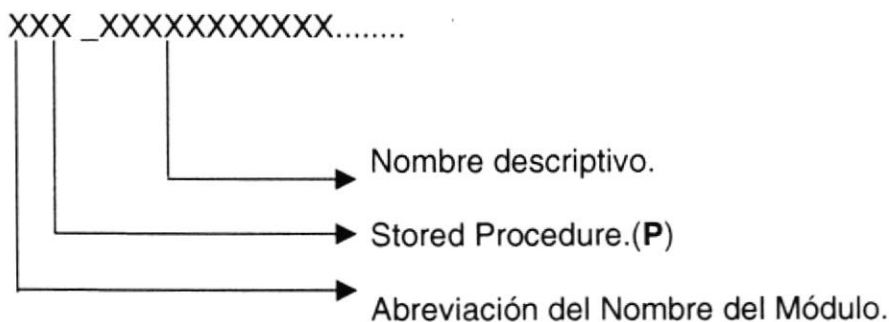 XXX _XXXXXXXXXXX........
Nombre descriptivo.
Stored Procedure.(P)
Abreviación del Nombre del Módulo.